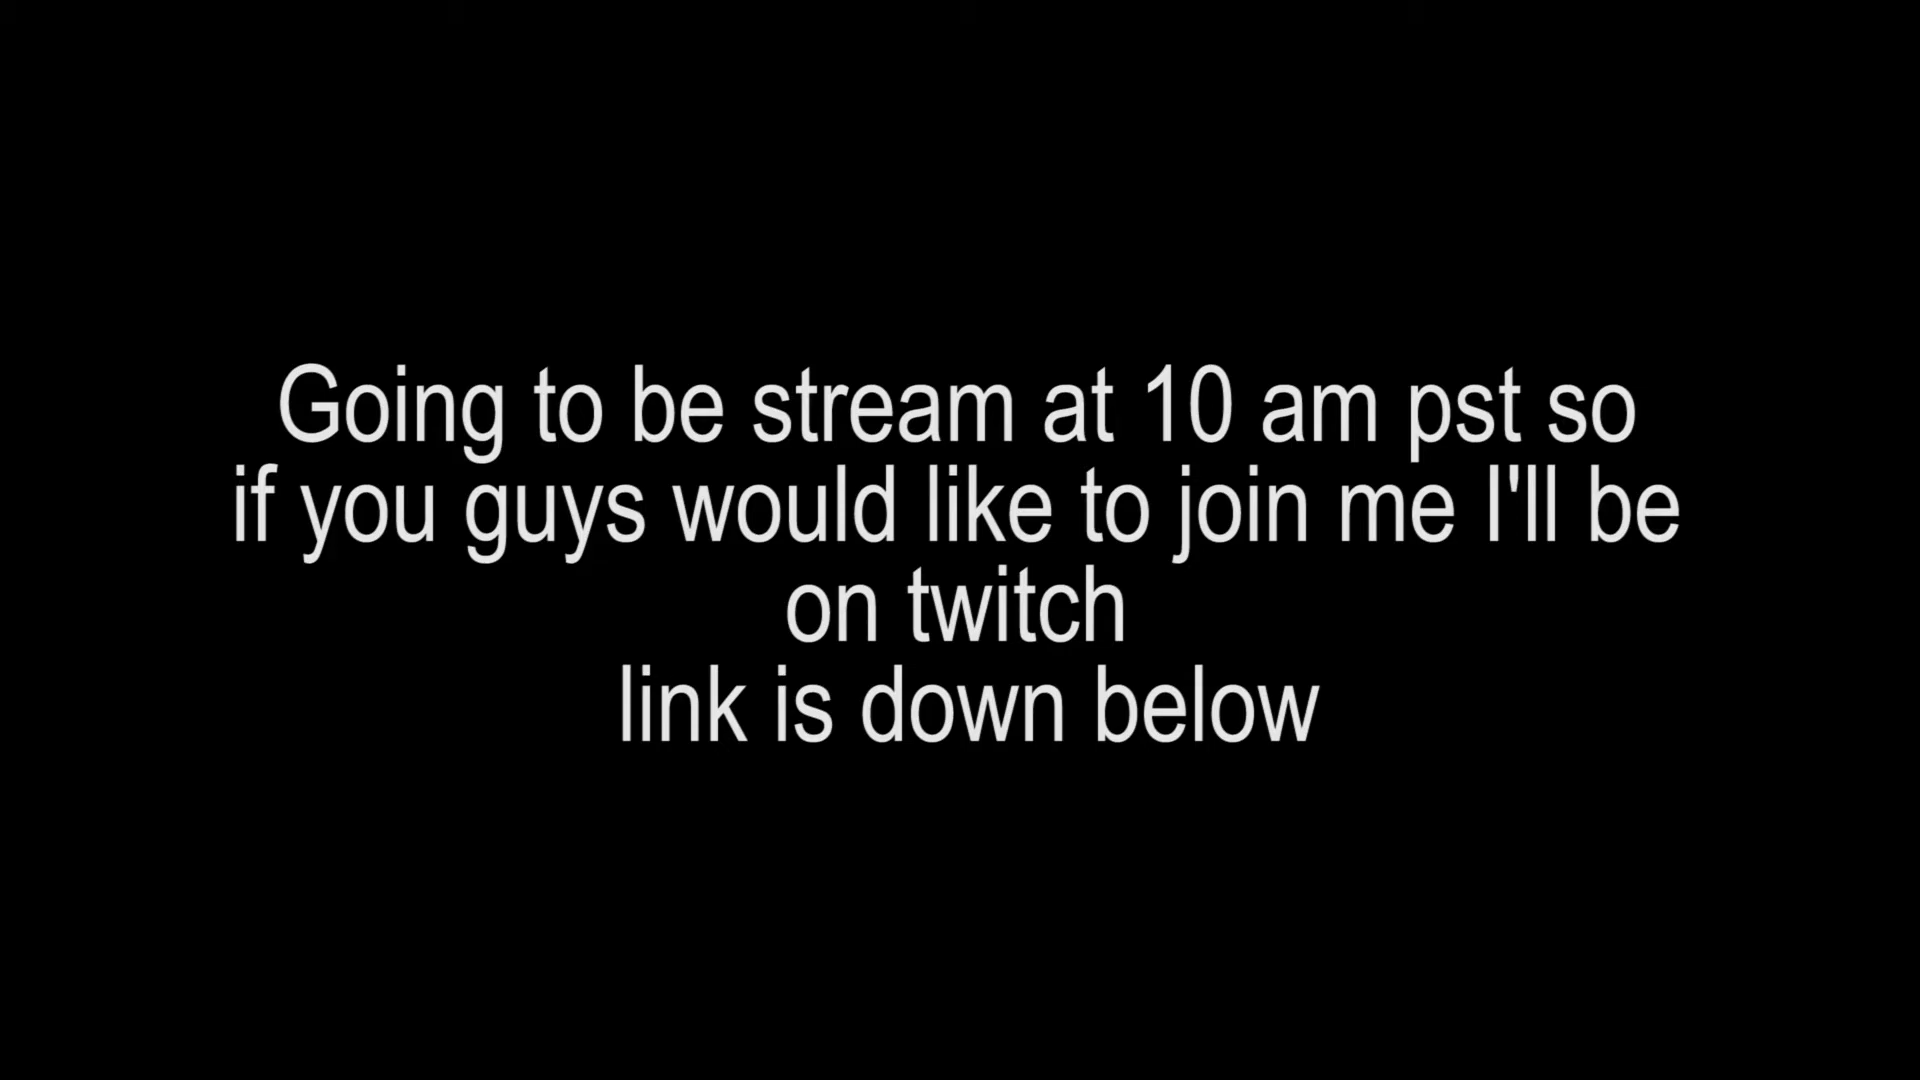 Going to be stream at 10 am pst so
if you guys would like to join me I'll be
on twitch
link is down below